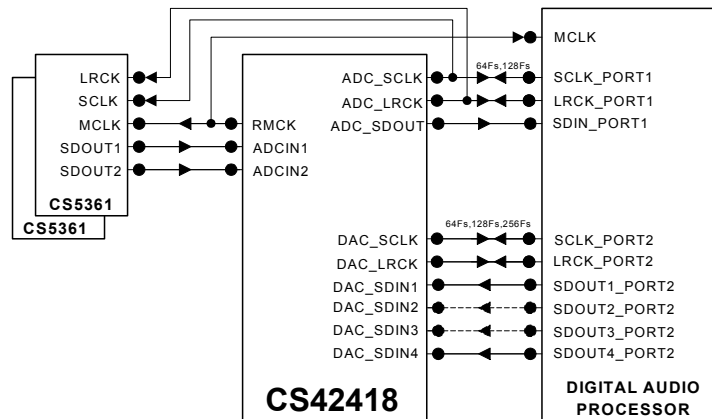 MCLK
64Fs,128Fs
LRCK
SCLK
MCLK
SDOUT1
SDOUT2
CS5361
CS5361
RMCK
ADCIN1
ADCIN2
ADC_SCLK
ADC_LRCK
ADC_SDOUT
SCLK_PORT1
LRCK_PORT1
SDIN_PORT1
64Fs,128Fs,256Fs
DAC_SCLK
DAC_LRCK
DAC_SDIN1
DAC_SDIN2
DAC_SDIN3
DAC_SDIN4
SCLK_PORT2
LRCK_PORT2
SDOUT1_PORT2
SDOUT2_PORT2
SDOUT3_PORT2
SDOUT4_PORT2
CS42418
DIGITAL AUDIO
PROCESSOR